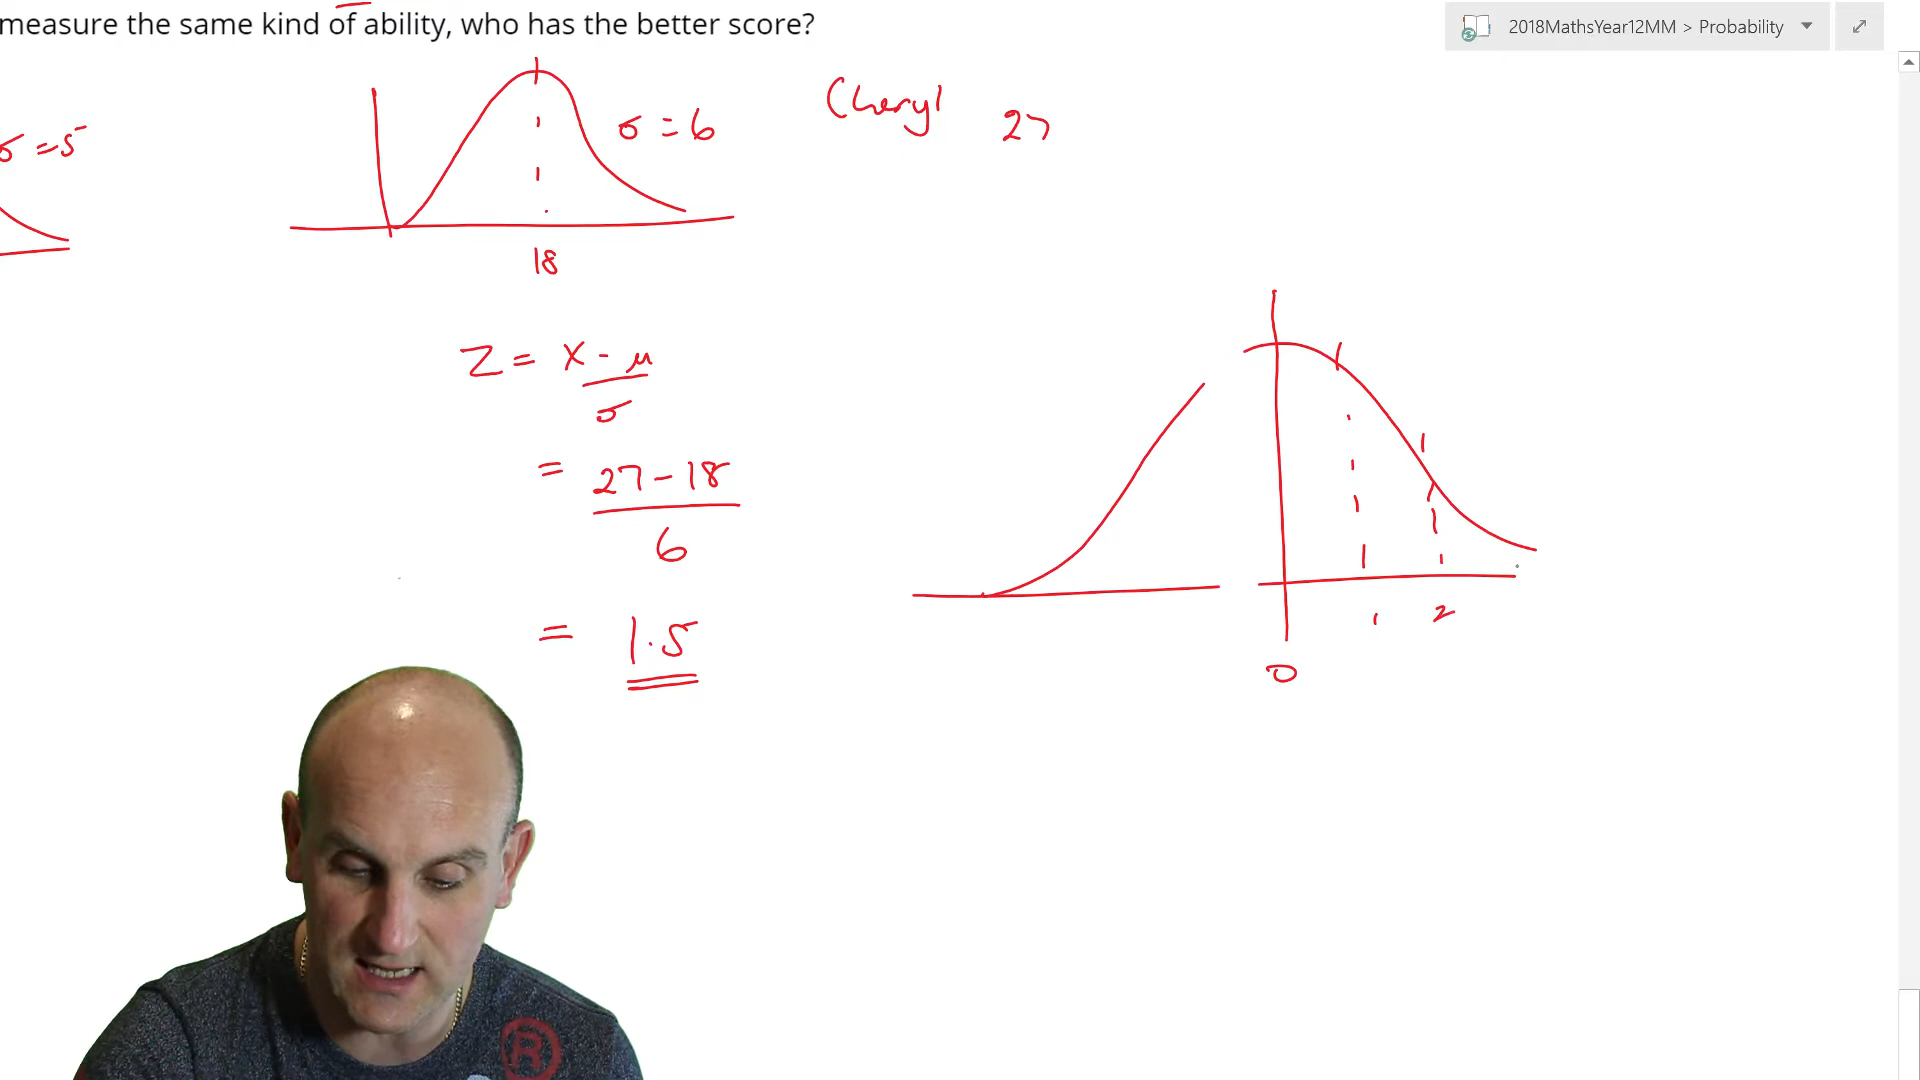 measure the same kind of ability, who has the better score?
2018MathsYear12MM > Probability
σ = 5
σ = 6
Cheryl 27
18
Z = x - μ
σ
= 27 - 18
6
= 1.5
1 2
0
R